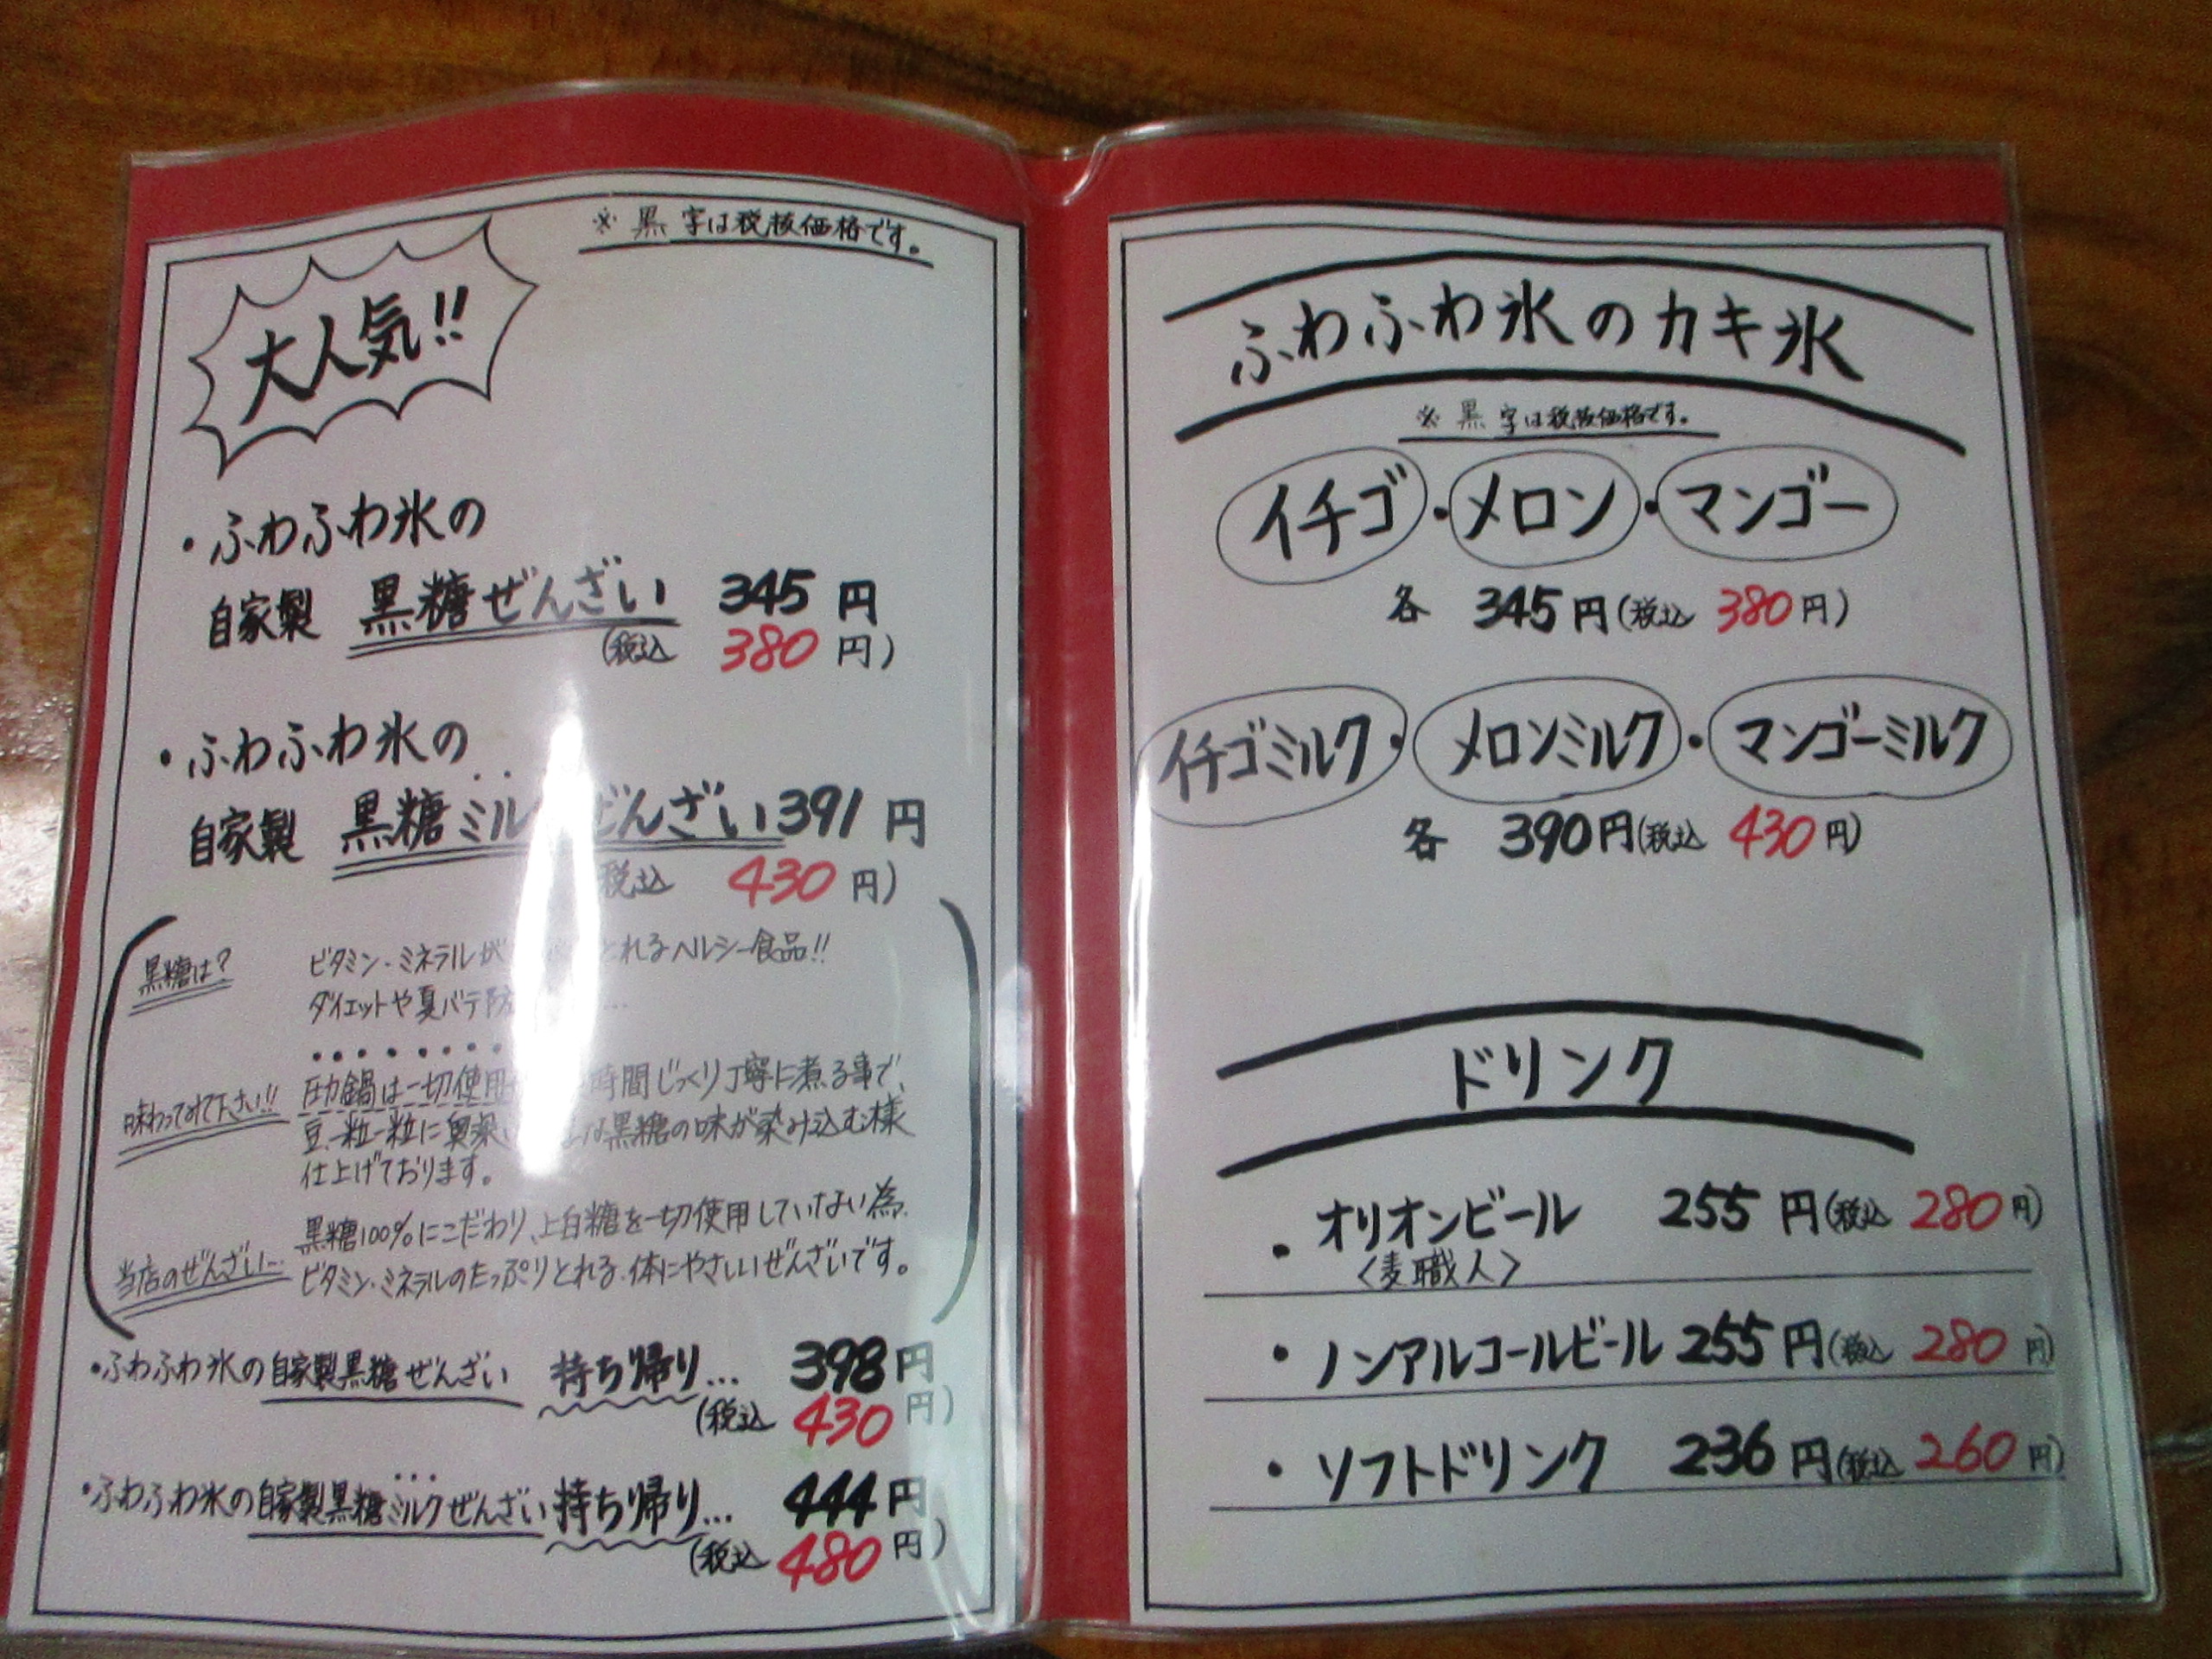 ※黒字は税抜価格です。
大人気!!
・ふわふわ氷の
自家製 黒糖ぜんざい 345円
(税込 380円)
・ふわふわ氷の
自家製 黒糖ミルクぜんざい391円
税込 430円)
黒糖は? ビタミン・ミネラルが とれるヘルシー食品!!
ダイエットや夏バテ防
味わってみて下さい!! 圧力鍋は一切使用 時間じっくり丁寧に煮る事で、
豆一粒一粒に奥深い な黒糖の味が染み込む様
仕上げております。
当店のぜんざい… 黒糖100%にこだわり、上白糖を一切使用していない為、
ビタミン・ミネラルのたっぷりとれる、体にやさしいぜんざいです。
・ふわふわ氷の自家製黒糖ぜんざい 持ち帰り… 398円
(税込 430円)
・ふわふわ氷の自家製黒糖ミルクぜんざい 持ち帰り… 444円
(税込 480円)
ふわふわ氷のカキ氷
※黒字は税抜価格です。
イチゴ・メロン・マンゴー
各 345円(税込 380円)
イチゴミルク・メロンミルク・マンゴーミルク
各 390円(税込 430円)
ドリンク
・オリオンビール 255円(税込 280円)
〈麦職人〉
・ノンアルコールビール 255円(税込 280円)
・ソフトドリンク 236円(税込 260円)